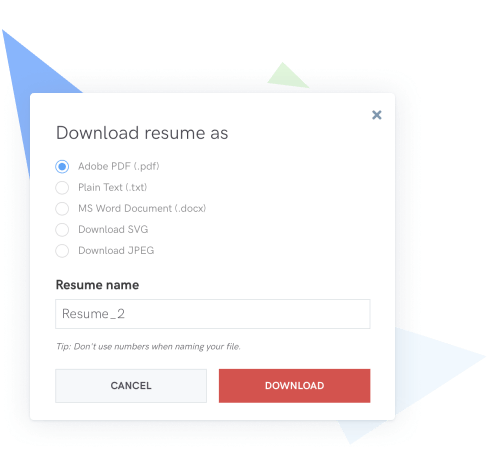 Download resume as
Adobe PDF (.pdf)
Plain Text (.txt)
MS Word Document (.docx)
Download SVG
Download JPEG
Resume name
Resume_2
Tip: Don't use numbers when naming your file.
CANCEL
DOWNLOAD